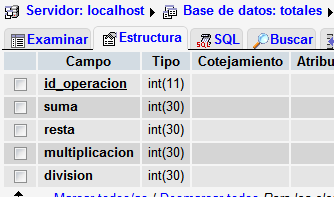 Servidor: localhost Base de datos: totales
Examinar Estructura SQL Buscar
Campo Tipo Cotejamiento Atribu
id_operacion int(11)
suma int(30)
resta int(30)
multiplicacion int(30)
division int(30)